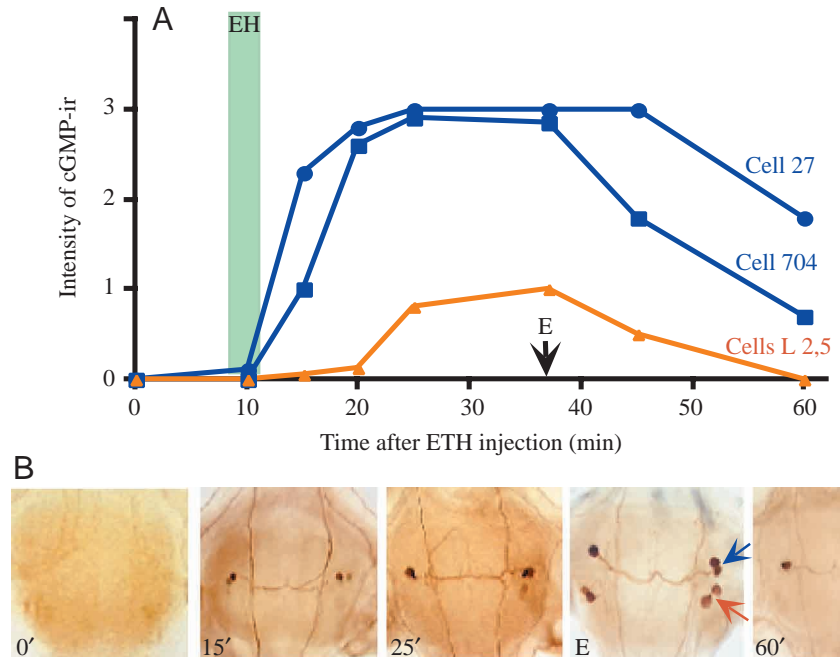 A
EH
Intensity of cGMP-ir
3
2
1
0
Cell 27
Cell 704
E
Cells L 2,5
0 10 20 30 40 50 60
Time after ETH injection (min)
B
0′ 15′ 25′ E 60′